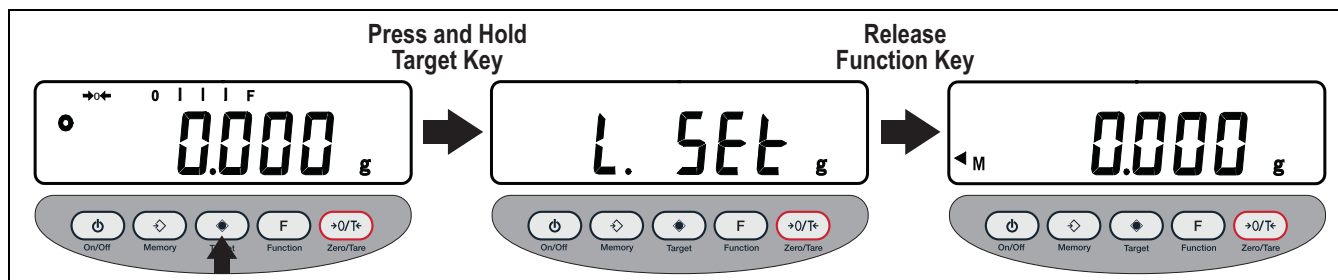 Press and Hold
Target Key
Release
Function Key
→0← 0 I I I F
0.000 g
L. SEt g
M 0.000 g
On/Off Memory Target F Function →0/T← Zero/Tare
On/Off Memory Target F Function →0/T← Zero/Tare
On/Off Memory Target F Function →0/T← Zero/Tare